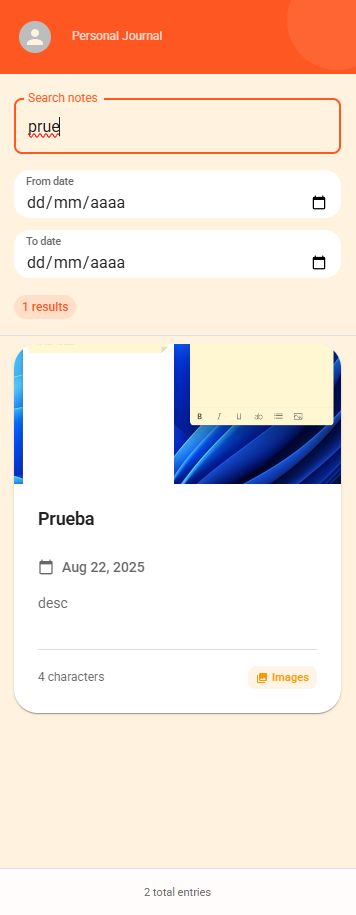 Personal Journal
Search notes
prue
From date
dd/mm/aaaa
To date
dd/mm/aaaa
1 results
B I U ab
Prueba
Aug 22, 2025
desc
4 characters
Images
2 total entries